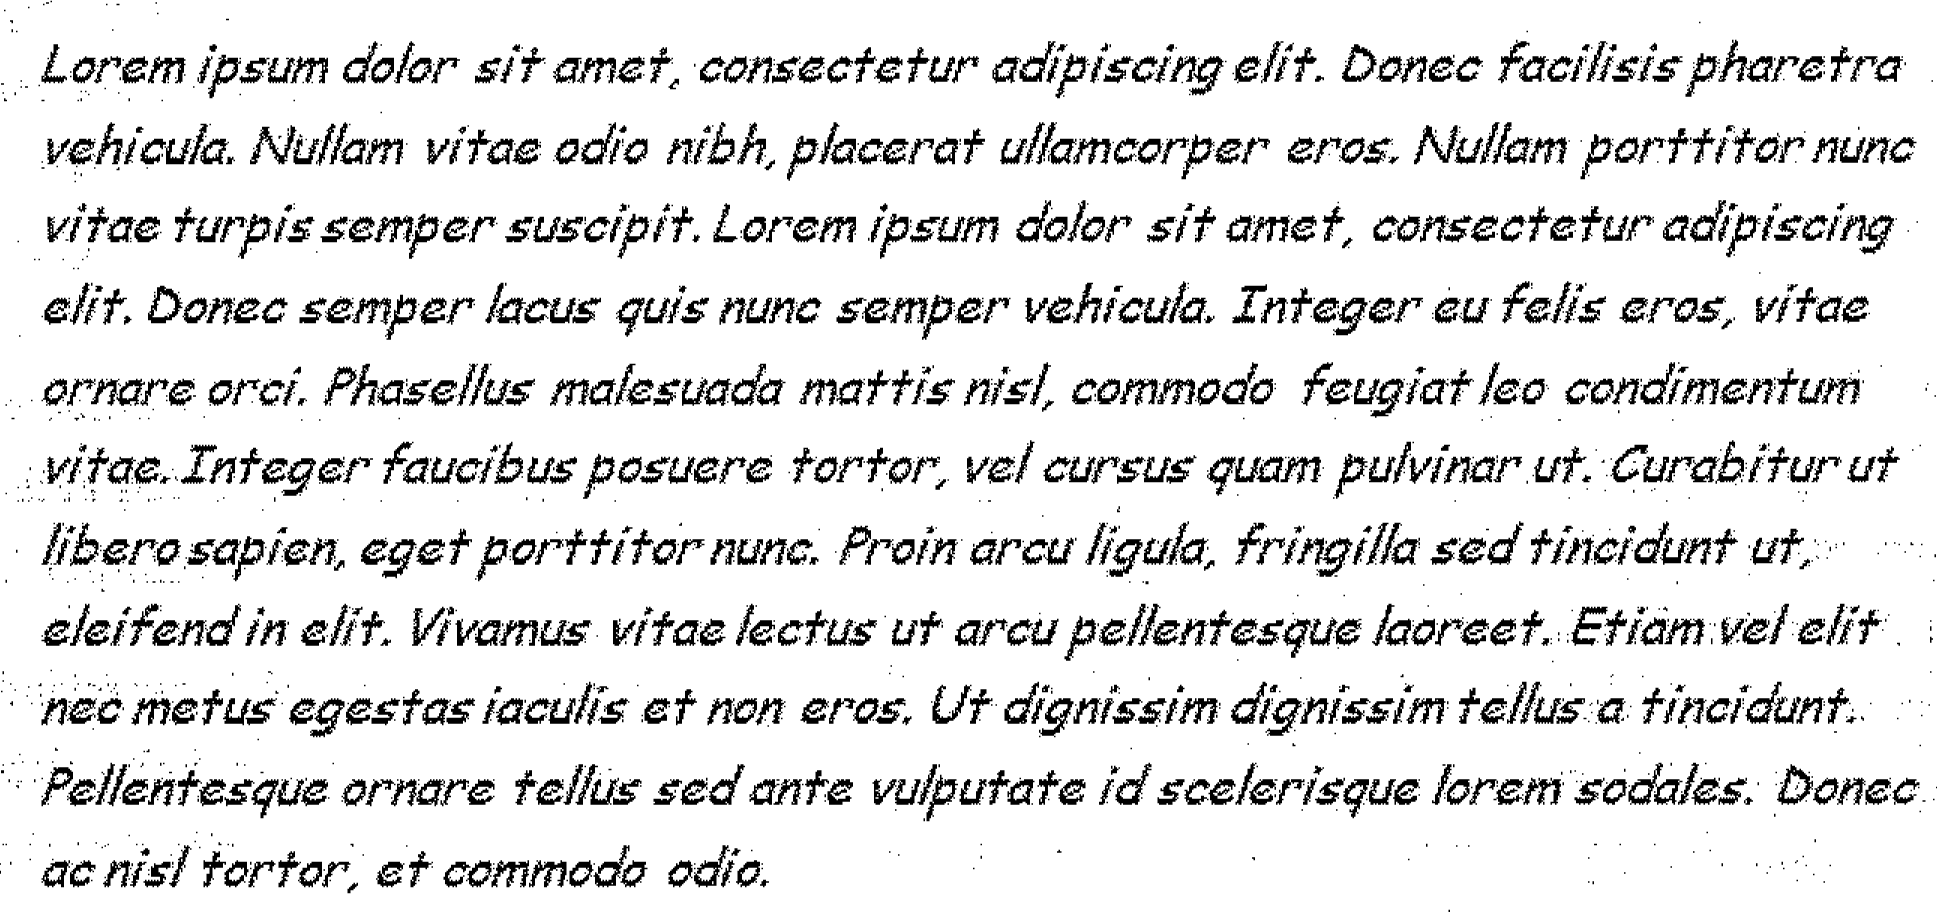 Lorem ipsum dolor sit amet, consectetur adipiscing elit. Donec facilisis pharetra
vehicula. Nullam vitae odio nibh, placerat ullamcorper eros. Nullam porttitor nunc
vitae turpis semper suscipit. Lorem ipsum dolor sit amet, consectetur adipiscing
elit. Donec semper lacus quis nunc semper vehicula. Integer eu felis eros, vitae
ornare orci. Phasellus malesuada mattis nisl, commodo feugiat leo condimentum
vitae. Integer faucibus posuere tortor, vel cursus quam pulvinar ut. Curabitur ut
libero sapien, eget porttitor nunc. Proin arcu ligula, fringilla sed tincidunt ut,
eleifend in elit. Vivamus vitae lectus ut arcu pellentesque laoreet. Etiam vel elit
nec metus egestas iaculis et non eros. Ut dignissim dignissim tellus a tincidunt.
Pellentesque ornare tellus sed ante vulputate id scelerisque lorem sodales. Donec
ac nisl tortor, et commodo odio.